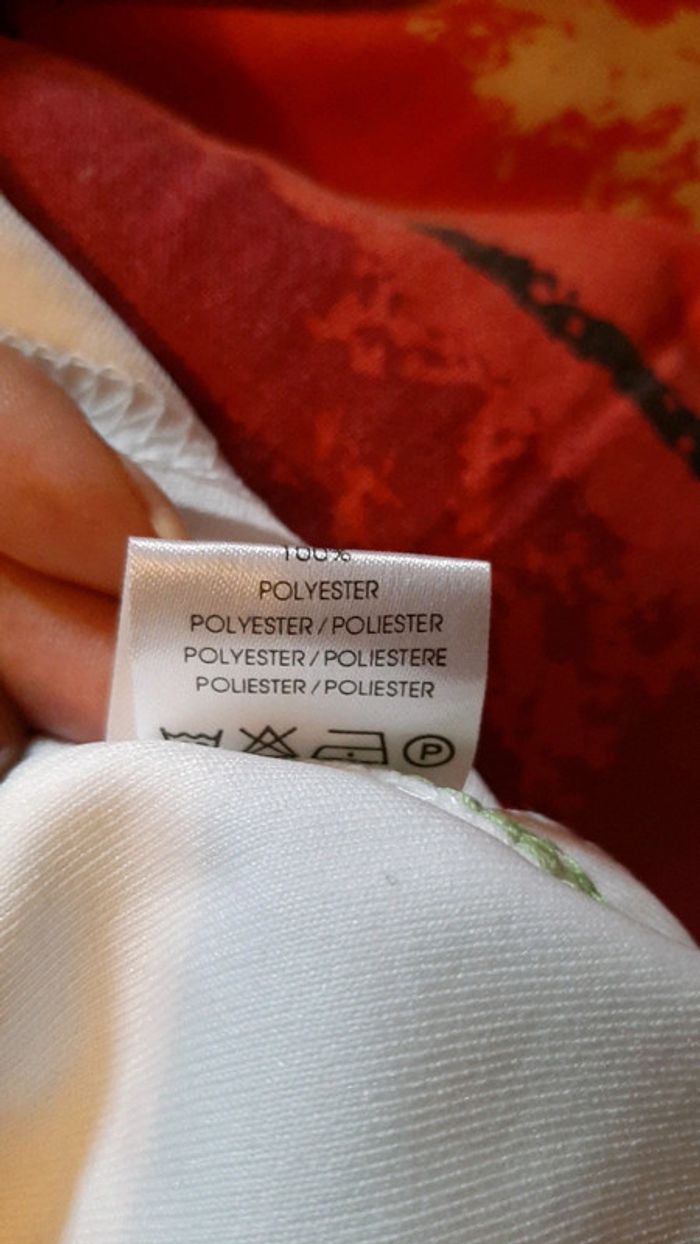 100%
POLYESTER
POLYESTER / POLIESTER
POLYESTER / POLIESTERE
POLIESTER / POLIESTER
P